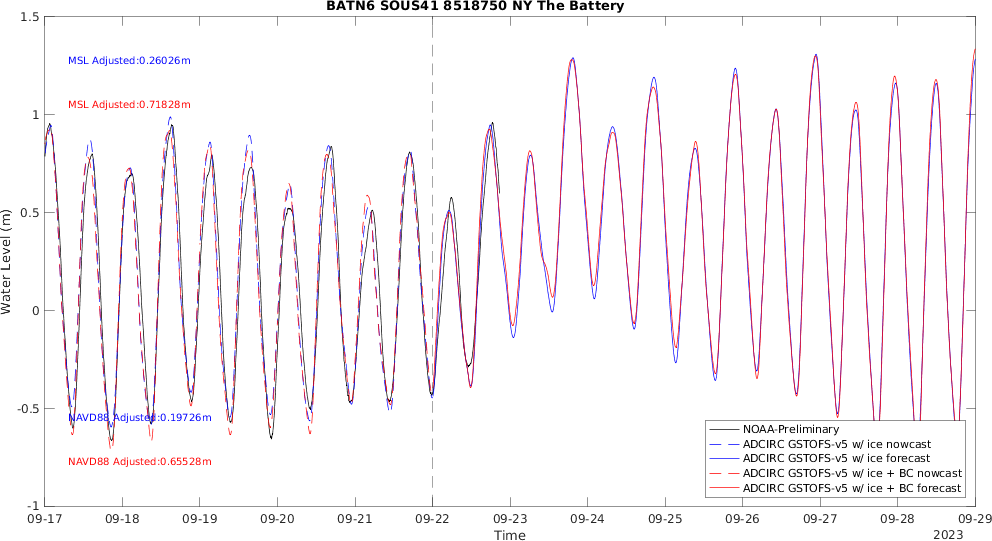 BATN6 SOUS41 8518750 NY The Battery
1.5
1
0.5
0
-0.5
-1
Water Level (m)
MSL Adjusted:0.26026m
MSL Adjusted:0.71828m
NAVD88 Adjusted:0.19726m
NAVD88 Adjusted:0.65528m
NOAA-Preliminary
ADCIRC GSTOFS-v5 w/ ice nowcast
ADCIRC GSTOFS-v5 w/ ice forecast
ADCIRC GSTOFS-v5 w/ ice + BC nowcast
ADCIRC GSTOFS-v5 w/ ice + BC forecast
09-17 09-18 09-19 09-20 09-21 09-22 09-23 09-24 09-25 09-26 09-27 09-28 09-29
Time
2023